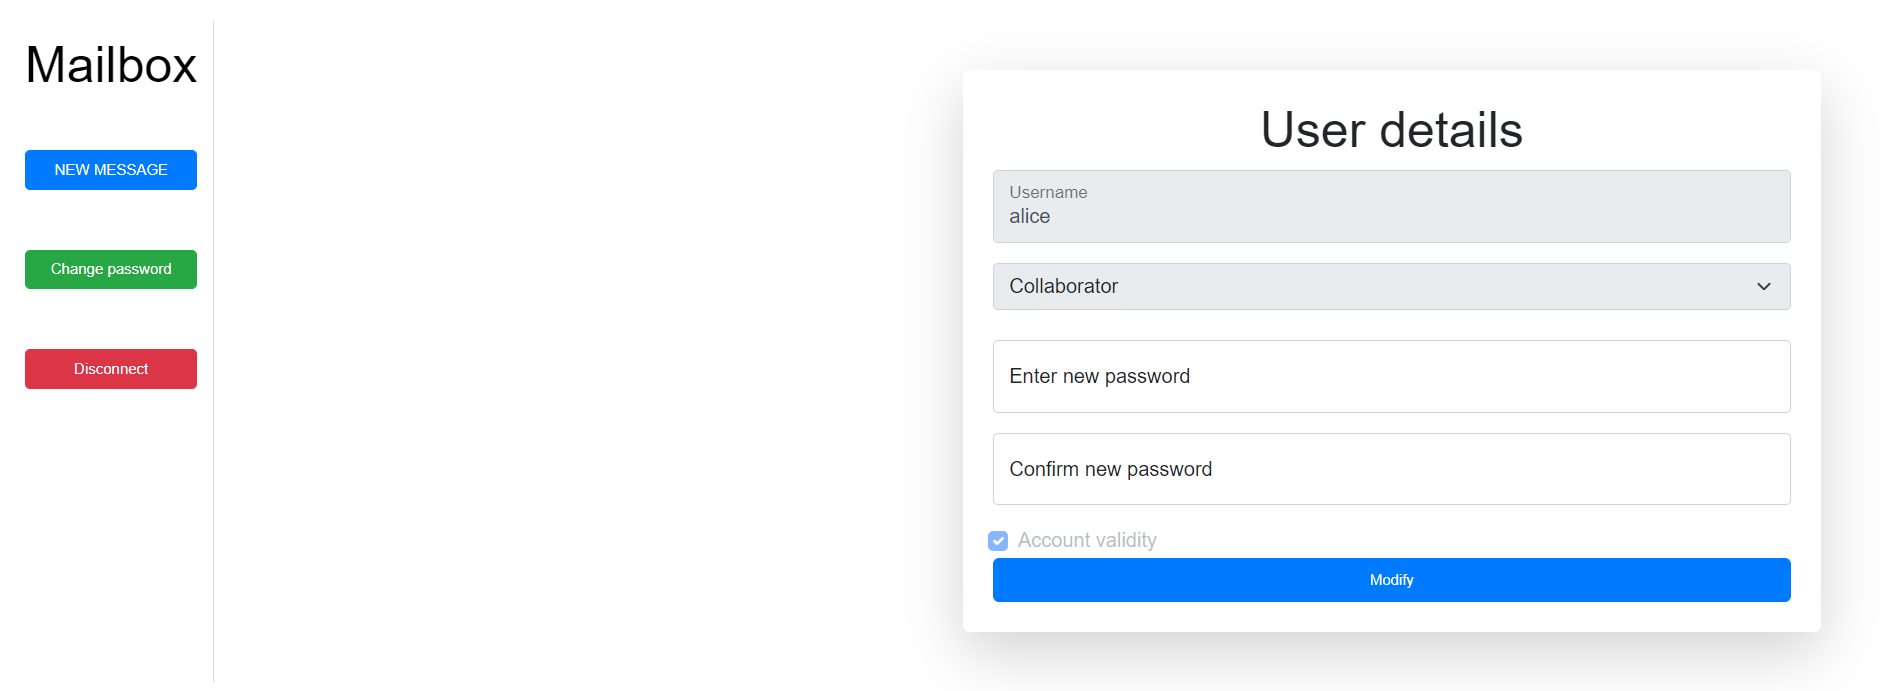 Mailbox
NEW MESSAGE
Change password
Disconnect
User details
Username
alice
Collaborator
Enter new password
Confirm new password
Account validity
Modify